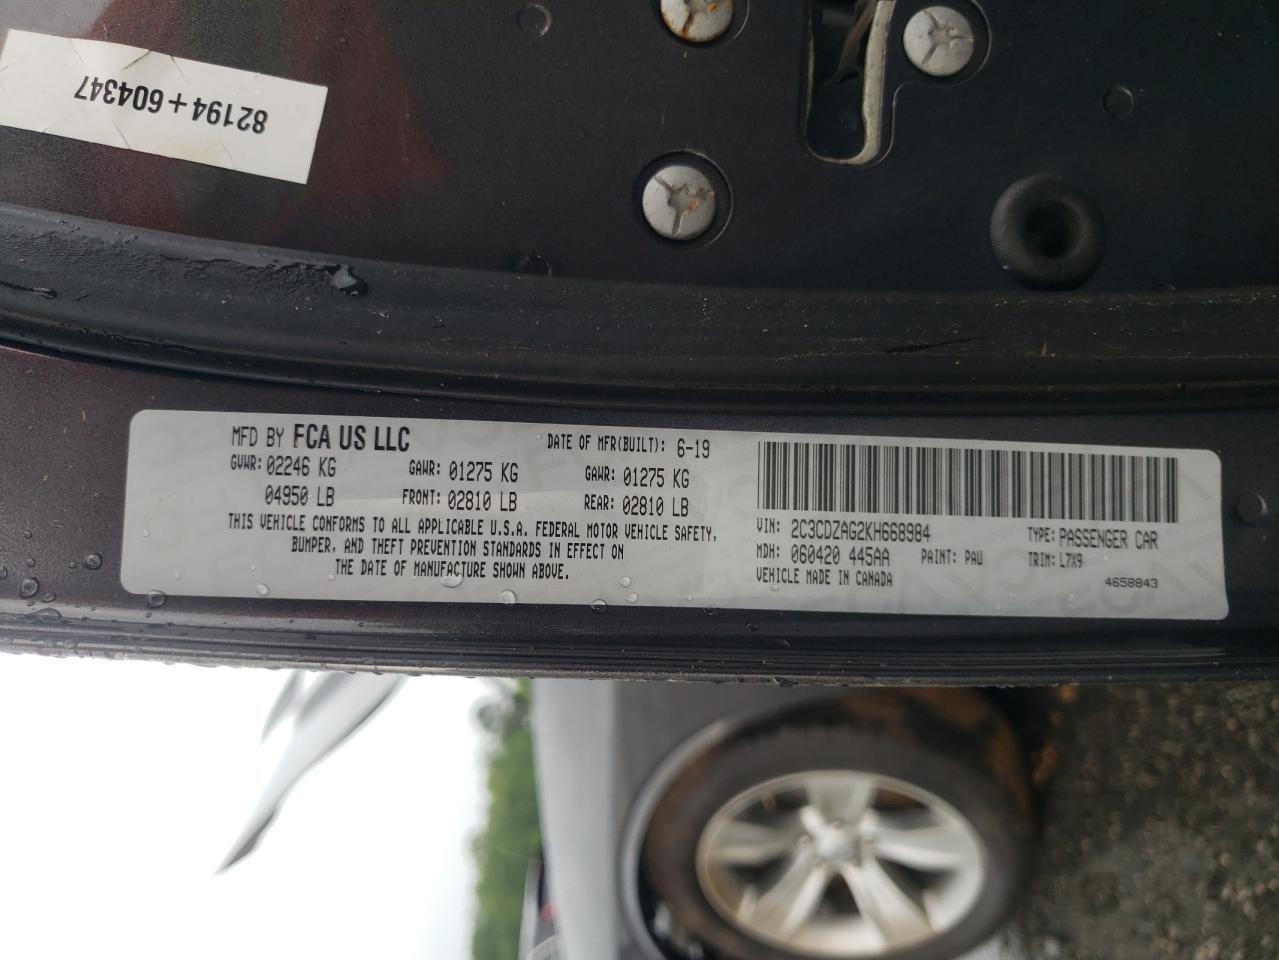 82194+604347
MFD BY FCA US LLC DATE OF MFR(BUILT): 6-19
GVWR: 02246 KG GAWR: 01275 KG GAWR: 01275 KG
04950 LB FRONT: 02810 LB REAR: 02810 LB
THIS VEHICLE CONFORMS TO ALL APPLICABLE U.S.A. FEDERAL MOTOR VEHICLE SAFETY,
BUMPER, AND THEFT PREVENTION STANDARDS IN EFFECT ON
THE DATE OF MANUFACTURE SHOWN ABOVE.
VIN: 2C3CDZAG2KH668984 TYPE: PASSENGER CAR
MDH: 060420 445AA PAINT: PAU TRIM: L7X9
VEHICLE MADE IN CANADA 4658843